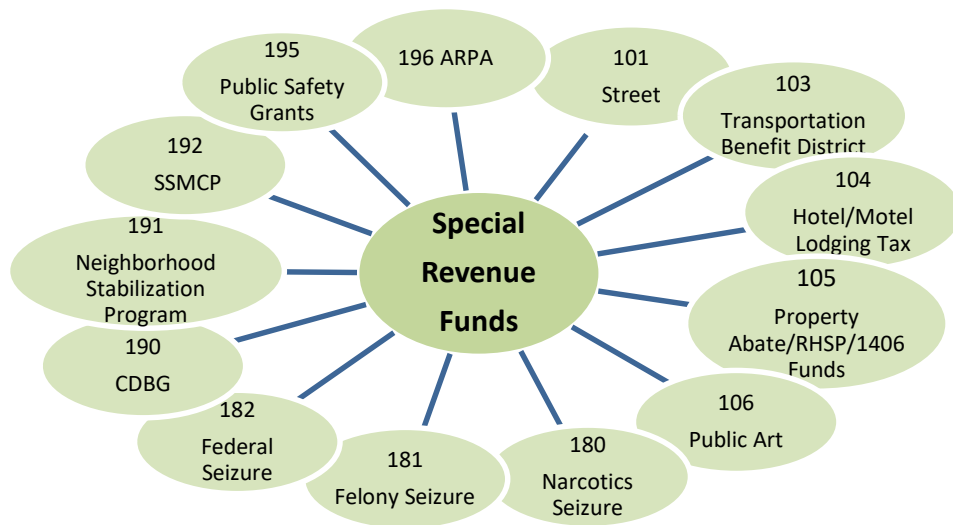 195
Public Safety
Grants
196 ARPA
101
Street
103
Transportation
Benefit District
104
Hotel/Motel
Lodging Tax
105
Property
Abate/RHSP/1406
Funds
106
Public Art
180
Narcotics
Seizure
181
Felony Seizure
182
Federal
Seizure
190
CDBG
191
Neighborhood
Stabilization
Program
192
SSMCP
Special
Revenue
Funds